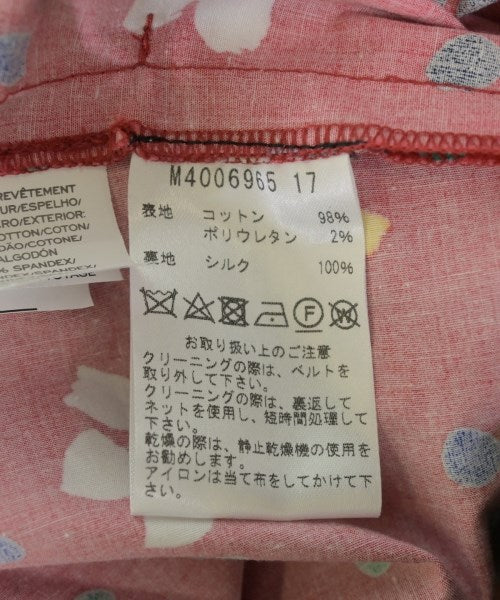 REVÊTEMENT
UR/ESPELHO/
RO/EXTERIOR:
OTTON/COTON/
DÃO/COTONE/
ALGODÓN
% SPANDEX/
M4006965 17
表地 コットン 98%
ポリウレタン 2%
裏地 シルク 100%
F W
お取り扱い上のご注意
クリーニングの際は、ベルトを
取り外して下さい。
クリーニングの際は、裏返して
ネットを使用し、短時間処理して
下さい。
乾燥の際は、静止乾燥機の使用を
お勧めします。
アイロンは当て布をしてかけて下
さい。